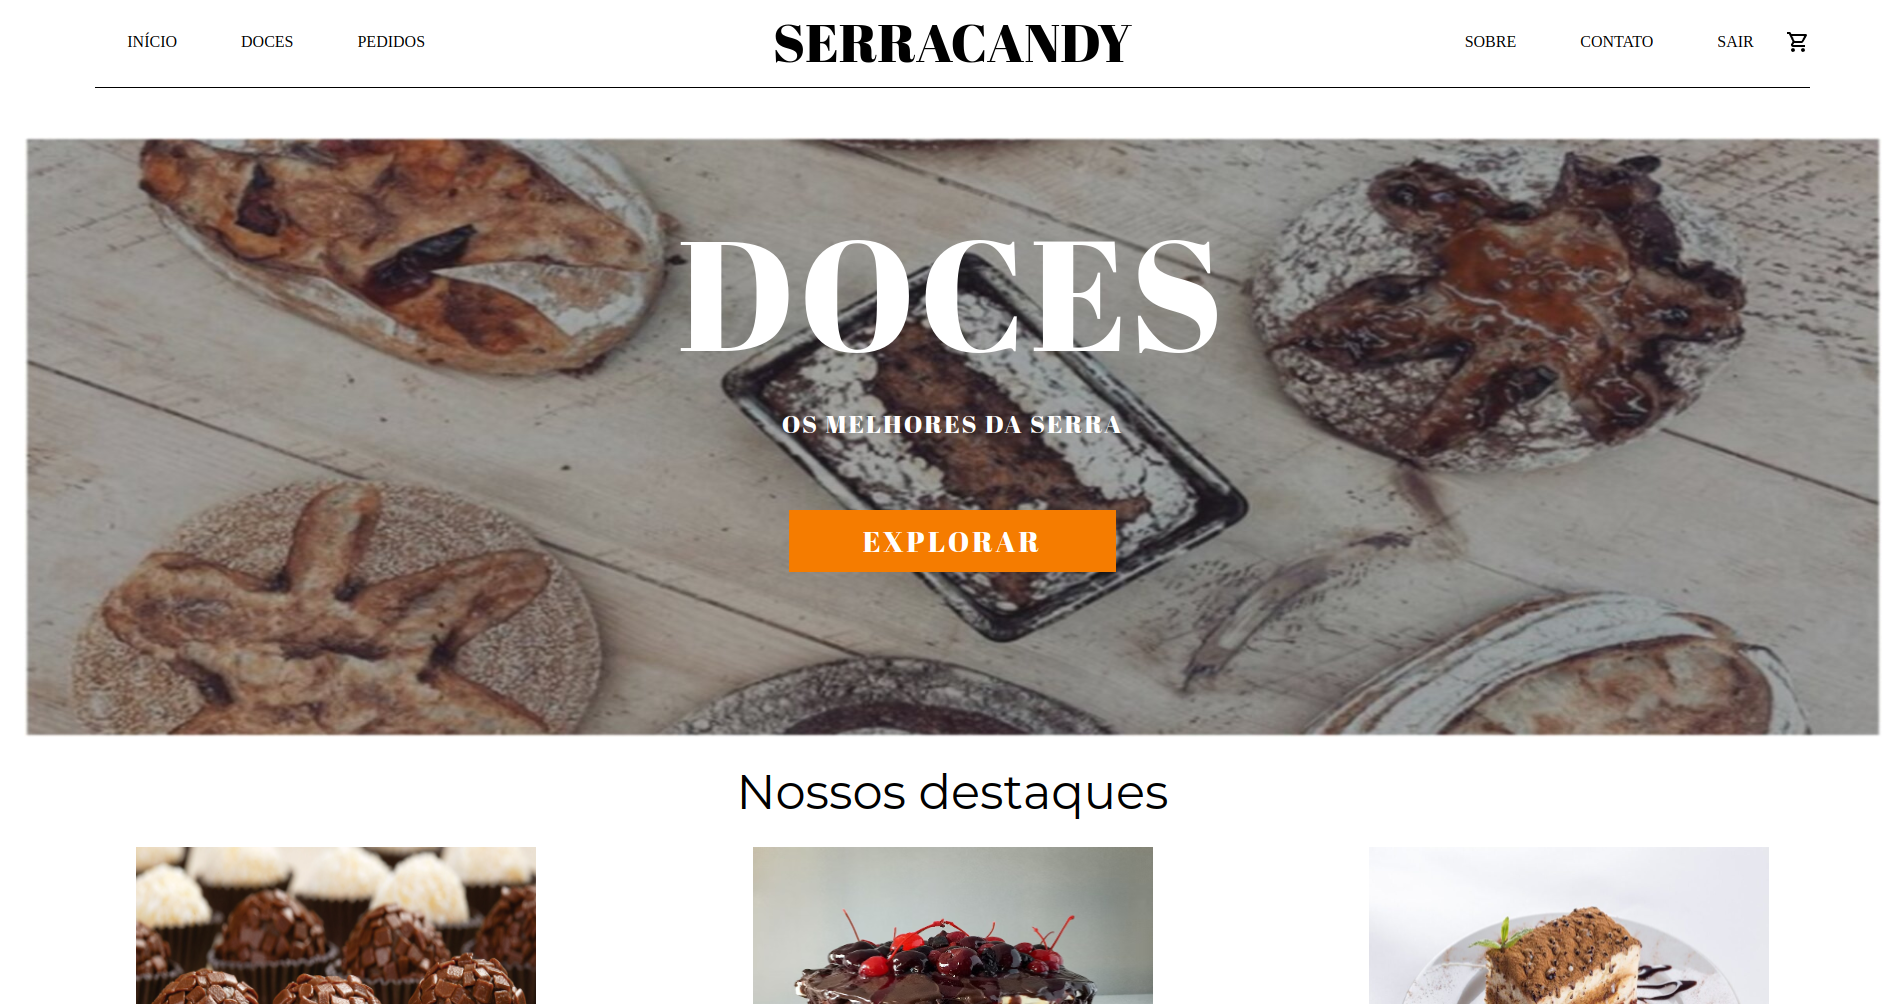 INÍCIO DOCES PEDIDOS SERRACANDY SOBRE CONTATO SAIR
DOCES
OS MELHORES DA SERRA
EXPLORAR
Nossos destaques